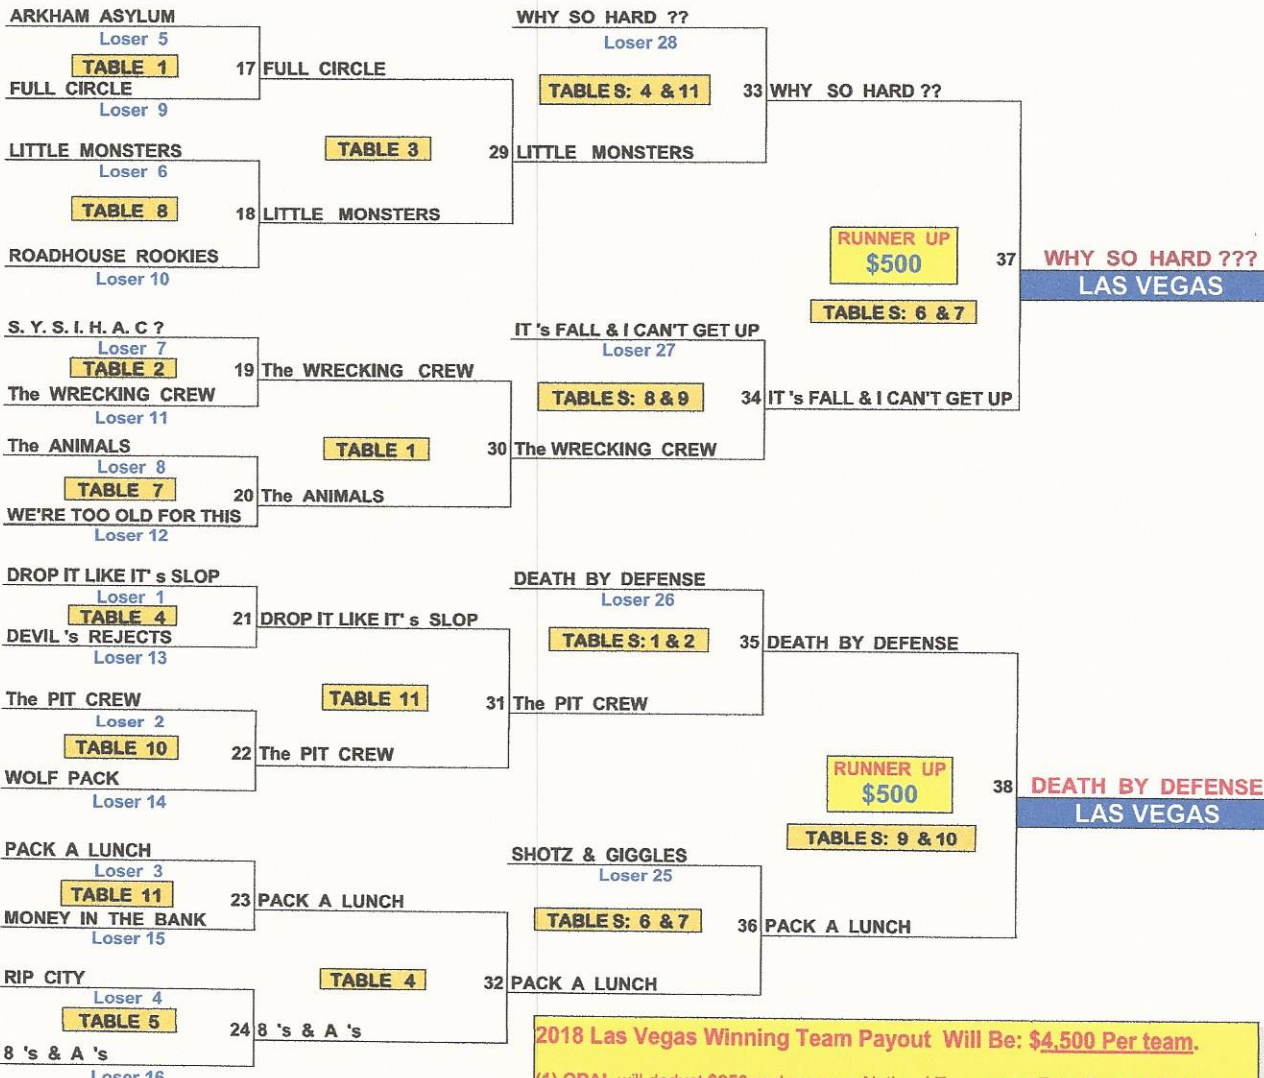 ARKHAM ASYLUM
Loser 5
TABLE 1
FULL CIRCLE
Loser 9
17 FULL CIRCLE
LITTLE MONSTERS
Loser 6
TABLE 8
ROADHOUSE ROOKIES
Loser 10
18 LITTLE MONSTERS
TABLE 3
S. Y. S. I. H. A. C ?
Loser 7
TABLE 2
The WRECKING CREW
Loser 11
19 The WRECKING CREW
The ANIMALS
Loser 8
TABLE 7
WE'RE TOO OLD FOR THIS
Loser 12
20 The ANIMALS
TABLE 1
DROP IT LIKE IT' s SLOP
Loser 1
TABLE 4
DEVIL 's REJECTS
Loser 13
21 DROP IT LIKE IT' s SLOP
The PIT CREW
Loser 2
TABLE 10
WOLF PACK
Loser 14
22 The PIT CREW
TABLE 11
PACK A LUNCH
Loser 3
TABLE 11
MONEY IN THE BANK
Loser 15
23 PACK A LUNCH
RIP CITY
Loser 4
TABLE 5
8 's & A 's
Loser 16
24 8 's & A 's
TABLE 4
WHY SO HARD ??
Loser 28
TABLES: 4 & 11
29 LITTLE MONSTERS
33 WHY SO HARD ??
IT 's FALL & I CAN'T GET UP
Loser 27
TABLES: 8 & 9
30 The WRECKING CREW
34 IT 's FALL & I CAN'T GET UP
RUNNER UP
$500
TABLES: 6 & 7
37 WHY SO HARD ???
LAS VEGAS
DEATH BY DEFENSE
Loser 26
TABLES: 1 & 2
31 The PIT CREW
35 DEATH BY DEFENSE
SHOTZ & GIGGLES
Loser 25
TABLES: 6 & 7
32 PACK A LUNCH
36 PACK A LUNCH
RUNNER UP
$500
TABLES: 9 & 10
38 DEATH BY DEFENSE
LAS VEGAS
2018 Las Vegas Winning Team Payout Will Be: $4,500 Per team.